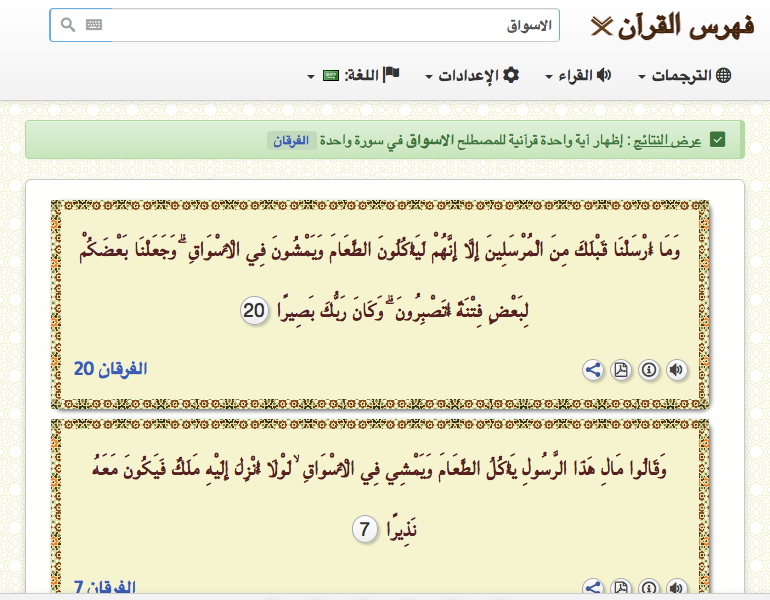 فهرس القرآن
الاسواق
الترجمات
القراء
الإعدادات
اللغة:
عرض النتائج : إظهار آية واحدة قرآنية للمصطلح الاسواق في سورة واحدة الفرقان
وَمَا أَرْسَلْنَا قَبْلَكَ مِنَ الْمُرْسَلِينَ إِلَّا إِنَّهُمْ لَيَأْكُلُونَ الطَّعَامَ وَيَمْشُونَ فِي الْأَسْوَاقِ ۗ وَجَعَلْنَا بَعْضَكُمْ
لِبَعْضٍ فِتْنَةً أَتَصْبِرُونَ ۗ وَكَانَ رَبُّكَ بَصِيرًا 20
الفرقان 20
وَقَالُوا مَالِ هَٰذَا الرَّسُولِ يَأْكُلُ الطَّعَامَ وَيَمْشِي فِي الْأَسْوَاقِ ۙ لَوْلَا أُنْزِلَ إِلَيْهِ مَلَكٌ فَيَكُونَ مَعَهُ
نَذِيرًا 7
الفرقان 7